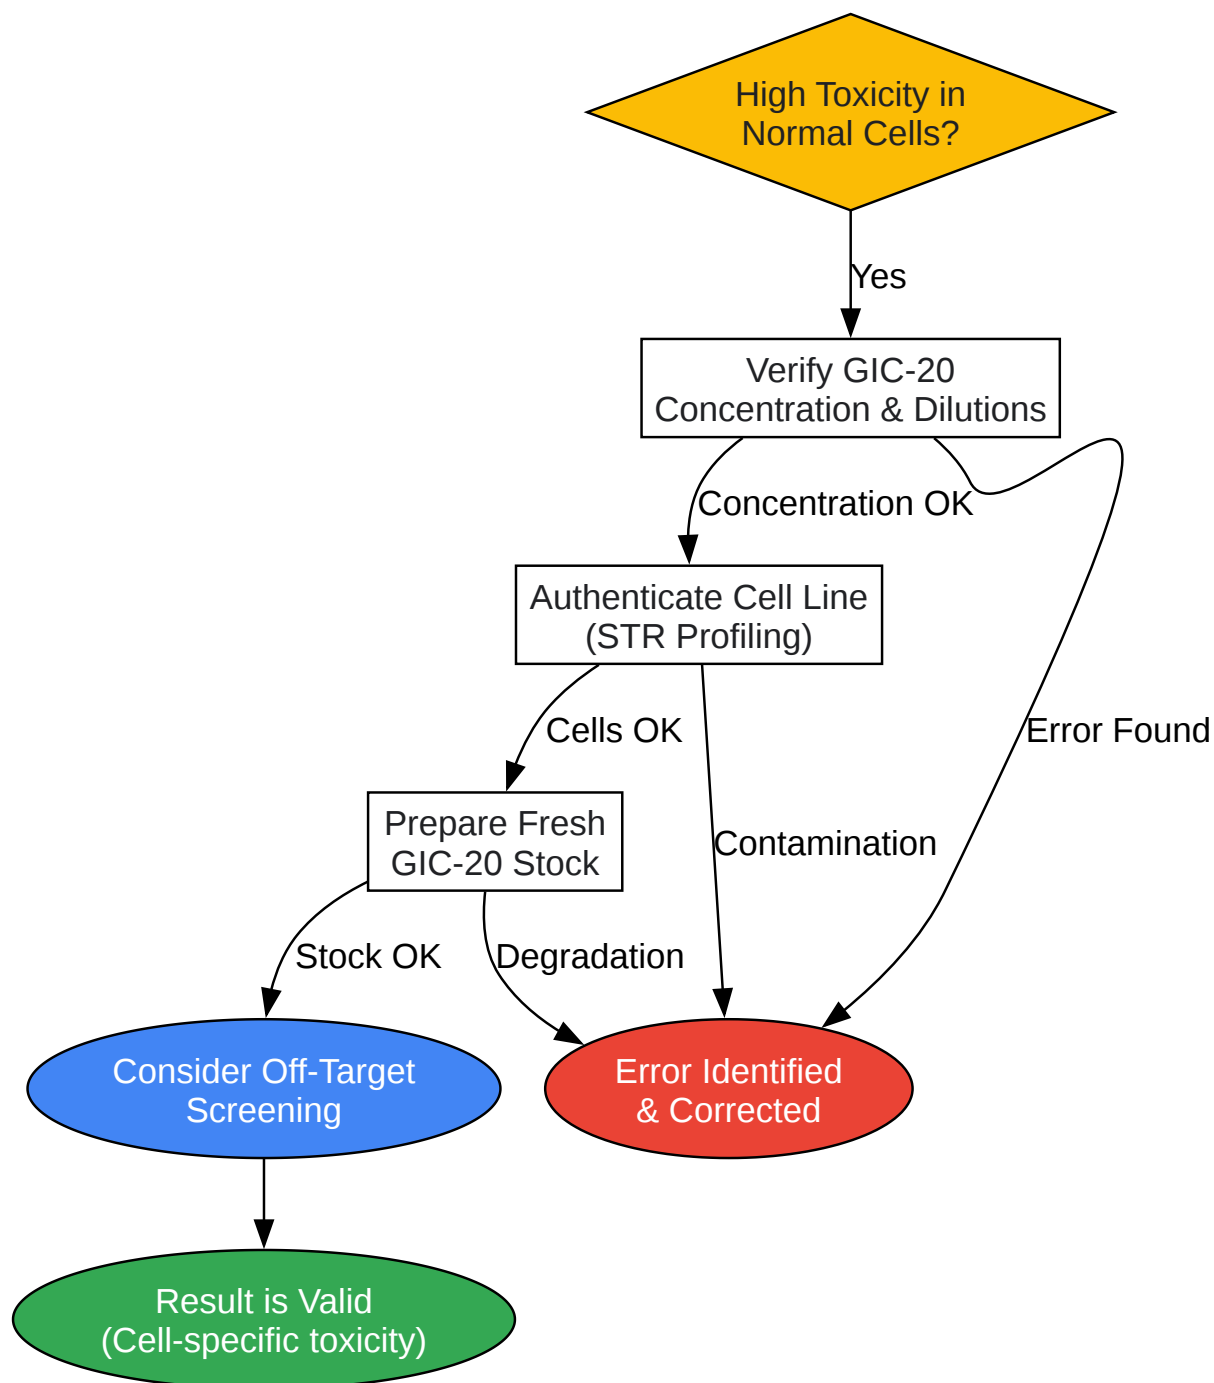 High Toxicity in
Normal Cells?
Yes
Verify GIC-20
Concentration & Dilutions
Concentration OK
Authenticate Cell Line
(STR Profiling)
Cells OK
Error Found
Prepare Fresh
GIC-20 Stock
Contamination
Stock OK
Degradation
Consider Off-Target
Screening
Error Identified
& Corrected
Result is Valid
(Cell-specific toxicity)